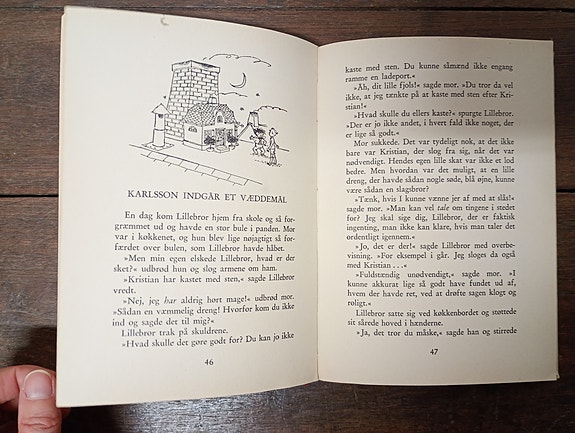 KARLSSON INDGÅR ET VÆDDEMÅL
En dag kom Lillebror hjem fra skole og så for-
græmmet ud og havde en stor bule i panden. Mor
var i køkkenet, og hun blev lige nøjagtig så for-
færdet over bulen, som Lillebror havde håbet.
»Men min egen elskede Lillebror, hvad er der
sket?« udbrød hun og slog armene om ham.
»Kristian har kastet med sten,« sagde Lillebror
vredt.
»Nej, jeg har aldrig hørt mage!« udbrød mor.
»Sådan en væmmelig dreng! Hvorfor kom du ikke
ind og sagde det til mig?«
Lillebror trak på skuldrene.
»Hvad skulle det gøre godt for? Du kan jo ikke
46
kaste med sten. Du kunne såmænd ikke engang
ramme en ladeport.«
»Åh, dit lille fjols!« sagde mor. »Du tror da vel
ikke, at jeg tænkte på at kaste med sten efter Kri-
stian!«
»Hvad skulle du ellers kaste?« spurgte Lillebror.
»Der er jo ikke andet, i hvert fald ikke noget, der
er lige så godt.«
Mor sukkede. Det var tydeligt nok, at det ikke
bare var Kristian, der slog fra sig, når det var
nødvendigt. Hendes egen lille skat var ikke et lod
bedre. Men hvordan var det muligt, at en lille
dreng, der havde sådan nogle søde, blå øjne, kunne
være sådan en slagsbror?
»Tænk, hvis I kunne vænne jer af med at slås!«
sagde mor. »Man kan vel tale om tingene i stedet
for? Jeg skal sige dig, Lillebror, der er faktisk
ingenting, man ikke kan klare, hvis man taler det
ordentligt igennem.«
»Jo, det er der!« sagde Lillebror med overbe-
visning. »For eksempel i går. Jeg sloges da også
med Kristian . . .«
»Fuldstændig unødvendigt,« sagde mor. »I
kunne akkurat lige så godt have fundet ud af,
hvem der havde ret, ved at drøfte sagen klogt og
roligt.«
Lillebror satte sig ved køkkenbordet og støttede
sit sårede hoved i hænderne.
»Ja, det tror du måske,« sagde han og stirrede
47